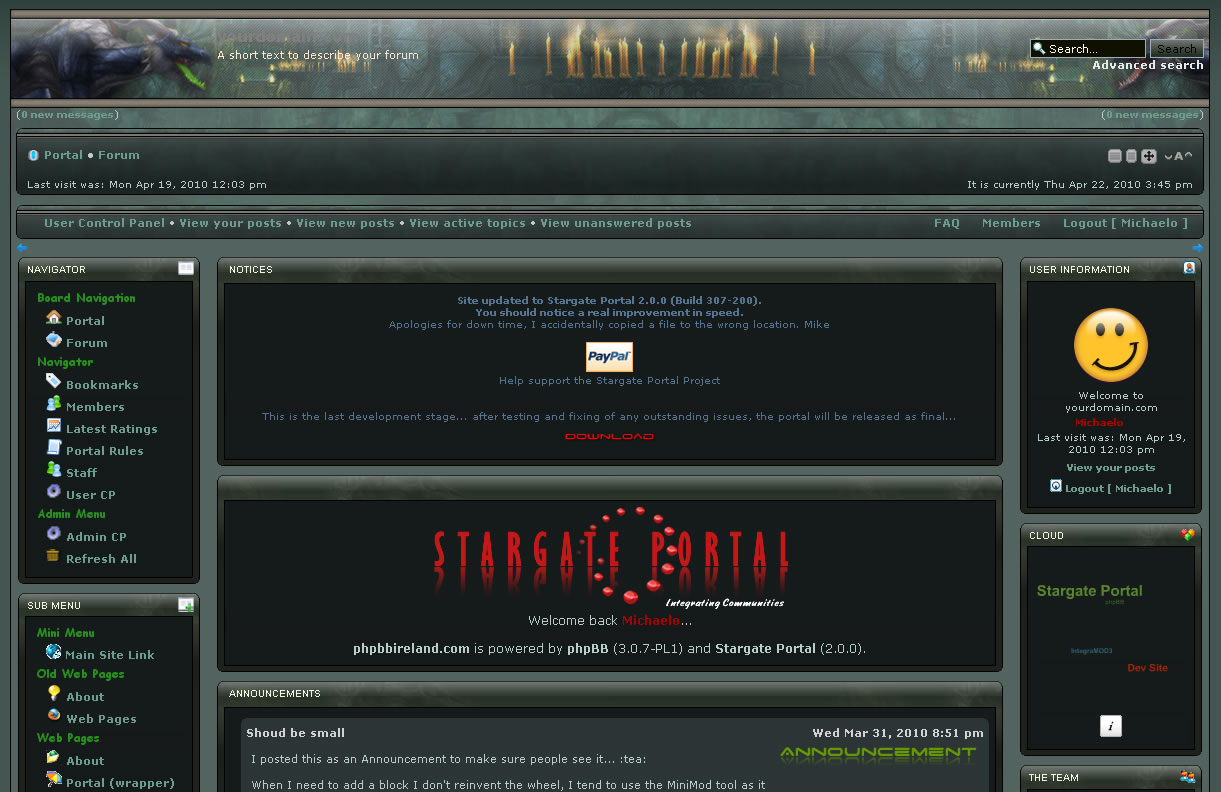 yourdomain
A short text to describe your forum
Search...
Search
Advanced search
(0 new messages)
(0 new messages)
Portal • Forum
A
Last visit was: Mon Apr 19, 2010 12:03 pm
It is currently Thu Apr 22, 2010 3:45 pm
User Control Panel • View your posts • View new posts • View active topics • View unanswered posts
FAQ Members Logout [ Michaelo ]
NAVIGATOR
Board Navigation
Portal
Forum
Navigator
Bookmarks
Members
Latest Ratings
Portal Rules
Staff
User CP
Admin Menu
Admin CP
Refresh All
SUB MENU
Mini Menu
Main Site Link
Old Web Pages
About
Web Pages
Web Pages
About
Portal (wrapper)
NOTICES
Site updated to Stargate Portal 2.0.0 (Build 307-200).
You should notice a real improvement in speed.
Apologies for down time, I accidentally copied a file to the wrong location. Mike
PayPal
Help support the Stargate Portal Project
This is the last development stage... after testing and fixing of any outstanding issues, the portal will be released as final...
DOWNLOAD
STARGATE PORTAL
Integrating Communities
Welcome back Michaelo...
phpbbireland.com is powered by phpBB (3.0.7-PL1) and Stargate Portal (2.0.0).
ANNOUNCEMENTS
Shoud be small
Wed Mar 31, 2010 8:51 pm
ANNOUNCEMENT
I posted this as an Announcement to make sure people see it... :tea:
When I need to add a block I don't reinvent the wheel, I tend to use the MiniMod tool as it
USER INFORMATION
Welcome to
yourdomain.com
Michaelo
Last visit was: Mon Apr 19,
2010 12:03 pm
View your posts
Logout [ Michaelo ]
CLOUD
Stargate Portal
phpBB
IntegraMOD3
Dev Site
i
THE TEAM